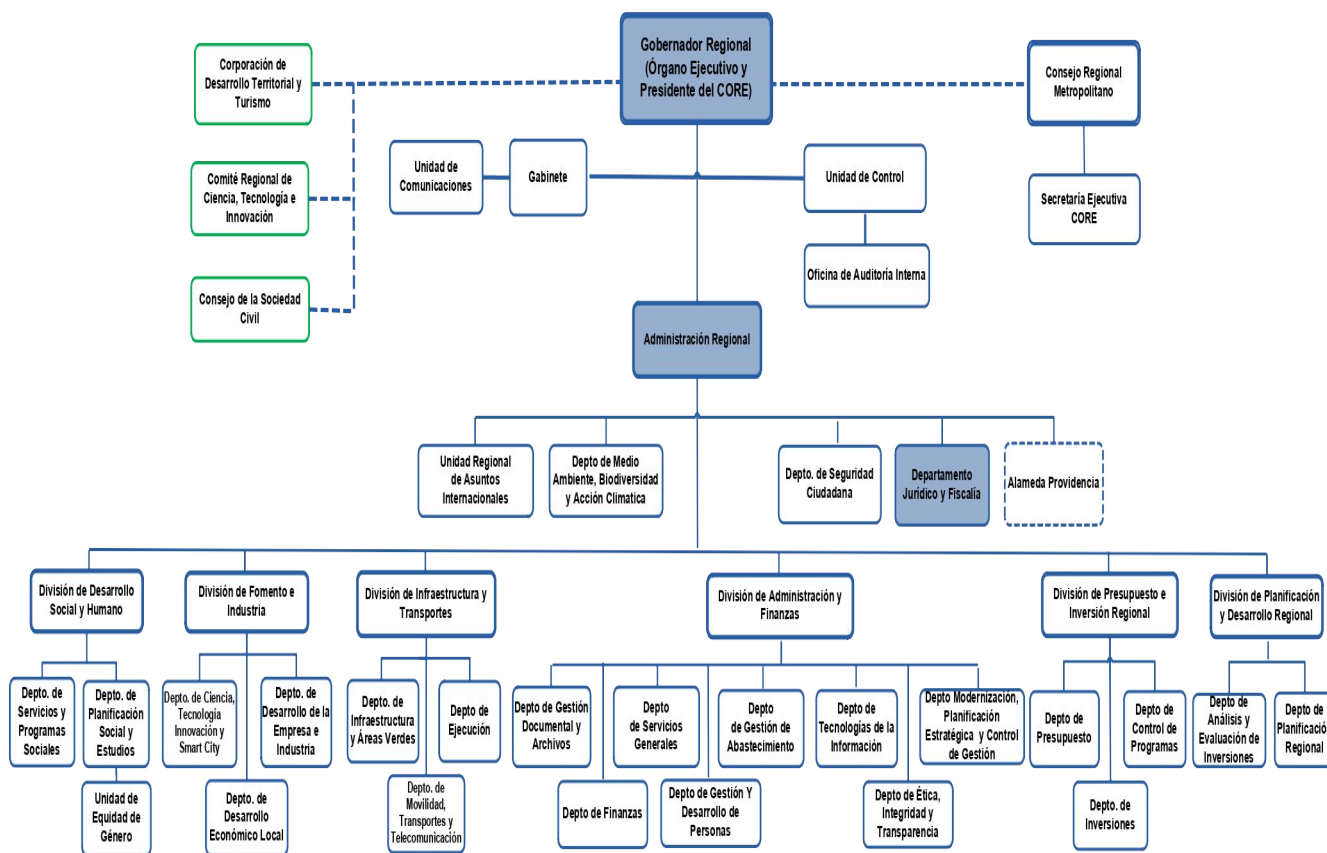 Gobernador Regional
(Órgano Ejecutivo y
Presidente del CORE)
Corporación de
Desarrollo Territorial y
Turismo
Consejo Regional
Metropolitano
Unidad de
Comunicaciones
Gabinete
Unidad de Control
Comité Regional de
Ciencia, Tecnología e
Innovación
Secretaría Ejecutiva
CORE
Oficina de Auditoría Interna
Consejo de la Sociedad
Civil
Administración Regional
Unidad Regional
de Asuntos
Internacionales
Depto de Medio
Ambiente, Biodiversidad
y Acción Climatica
Depto. de Seguridad
Ciudadana
Departamento
Jurídico y Fiscalía
Alameda Providencia
División de Desarrollo
Social y Humano
División de Fomento e
Industria
División de Infraestructura y
Transportes
División de Administración y
Finanzas
División de Presupuesto e
Inversión Regional
División de Planificación
y Desarrollo Regional
Depto. de
Servicios y
Programas
Sociales
Depto. de
Planificación
Social y
Estudios
Depto. de Ciencia,
Tecnología
Innovación y
Smart City
Depto. de
Desarrollo de la
Empresa e
Industria
Depto. de
Infraestructura
y Áreas Verdes
Depto de
Ejecución
Depto de Gestión
Documental y
Archivos
Depto
de Servicios
Generales
Depto
de Gestión de
Abastecimiento
Depto de
Tecnologías de la
Información
Depto Modernización,
Planificación
Estratégica y Control
de Gestión
Depto de
Presupuesto
Depto
de Control de
Programas
Depto de
Análisis y
Evaluación de
Inversiones
Depto de
Planificación
Regional
Unidad de
Equidad de
Género
Depto. de
Desarrollo
Económico Local
Depto. de
Movilidad,
Transportes y
Telecomunicación
Depto de Finanzas
Depto de Gestión Y
Desarrollo de
Personas
Depto de Ética,
Integridad y
Transparencia
Depto. de
Inversiones